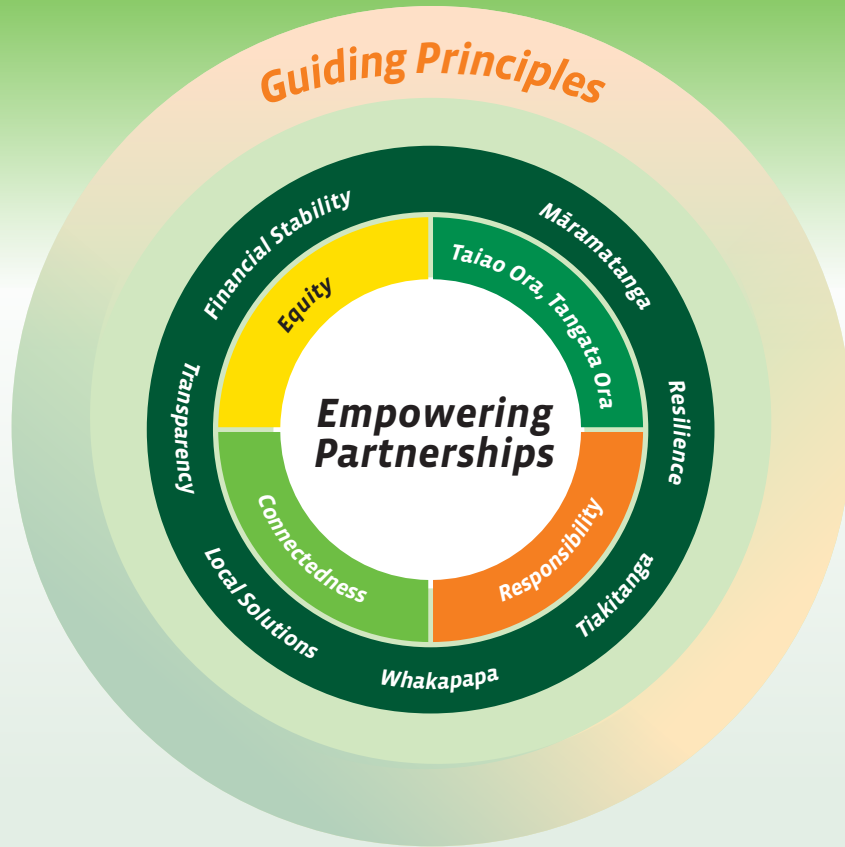 Guiding Principles
Financial Stability
Māramatanga
Resilience
Tiakitanga
Whakapapa
Local Solutions
Transparency
Equity
Taiao Ora, Tangata Ora
Responsibility
Connectedness
Empowering
Partnerships